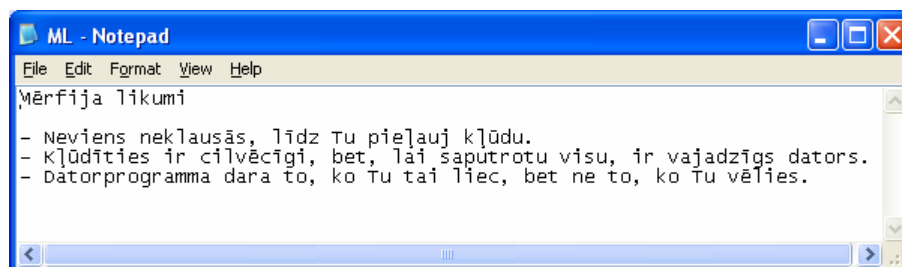 ML - Notepad
File Edit Format View Help
Mērfija likumi
- Neviens neklausās, līdz Tu pieļauj kļūdu.
- Kļūdīties ir cilvēcīgi, bet, lai saputrotu visu, ir vajadzīgs dators.
- Datorprogramma dara to, ko Tu tai liec, bet ne to, ko Tu vēlies.